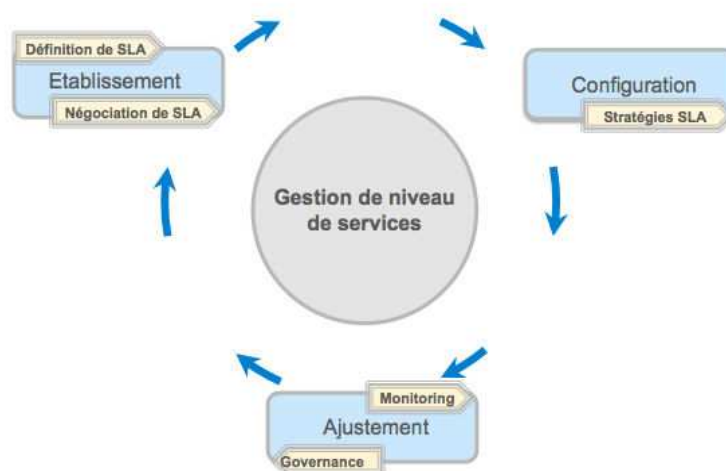 Définition de SLA
Etablissement
Négociation de SLA
Configuration
Stratégies SLA
Gestion de niveau
de services
Monitoring
Ajustement
Governance